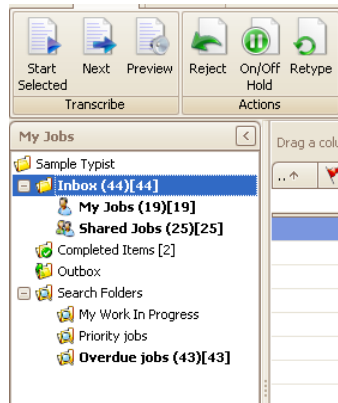 Start Selected
Next
Preview
Reject
On/Off Hold
Retype
Transcribe
Actions
My Jobs
Drag a colu
Sample Typist
Inbox (44)[44]
My Jobs (19)[19]
Shared Jobs (25)[25]
Completed Items [2]
Outbox
Search Folders
My Work In Progress
Priority jobs
Overdue jobs (43)[43]